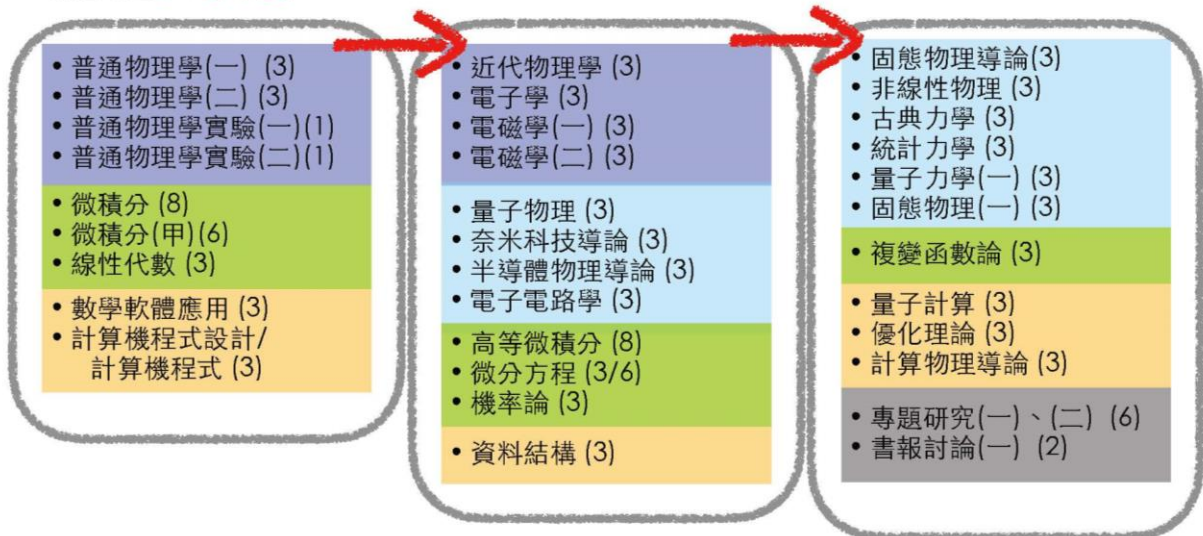 • 普通物理學(一) (3)
• 普通物理學(二) (3)
• 普通物理學實驗(一)(1)
• 普通物理學實驗(二)(1)
• 微積分 (8)
• 微積分(甲)(6)
• 線性代數 (3)
• 數學軟體應用 (3)
• 計算機程式設計/
計算機程式 (3)
• 近代物理學 (3)
• 電子學 (3)
• 電磁學(一) (3)
• 電磁學(二) (3)
• 量子物理 (3)
• 奈米科技導論 (3)
• 半導體物理導論 (3)
• 電子電路學 (3)
• 高等微積分 (8)
• 微分方程 (3/6)
• 機率論 (3)
• 資料結構 (3)
• 固態物理導論(3)
• 非線性物理 (3)
• 古典力學 (3)
• 統計力學 (3)
• 量子力學(一) (3)
• 固態物理(一) (3)
• 複變函數論 (3)
• 量子計算 (3)
• 優化理論 (3)
• 計算物理導論 (3)
• 專題研究(一)、(二) (6)
• 書報討論(一) (2)